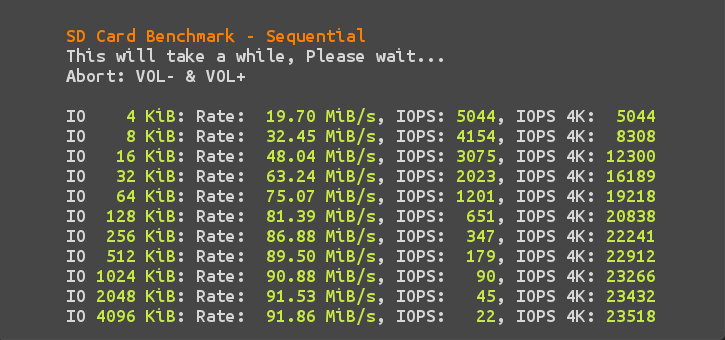 SD Card Benchmark - Sequential
This will take a while, Please wait...
Abort: VOL- & VOL+
IO    4 KiB: Rate:  19.70 MiB/s, IOPS: 5044, IOPS 4K:  5044
IO    8 KiB: Rate:  32.45 MiB/s, IOPS: 4154, IOPS 4K:  8308
IO   16 KiB: Rate:  48.04 MiB/s, IOPS: 3075, IOPS 4K: 12300
IO   32 KiB: Rate:  63.24 MiB/s, IOPS: 2023, IOPS 4K: 16189
IO   64 KiB: Rate:  75.07 MiB/s, IOPS: 1201, IOPS 4K: 19218
IO  128 KiB: Rate:  81.39 MiB/s, IOPS:  651, IOPS 4K: 20838
IO  256 KiB: Rate:  86.88 MiB/s, IOPS:  347, IOPS 4K: 22241
IO  512 KiB: Rate:  89.50 MiB/s, IOPS:  179, IOPS 4K: 22912
IO 1024 KiB: Rate:  90.88 MiB/s, IOPS:   90, IOPS 4K: 23266
IO 2048 KiB: Rate:  91.53 MiB/s, IOPS:   45, IOPS 4K: 23432
IO 4096 KiB: Rate:  91.86 MiB/s, IOPS:   22, IOPS 4K: 23518